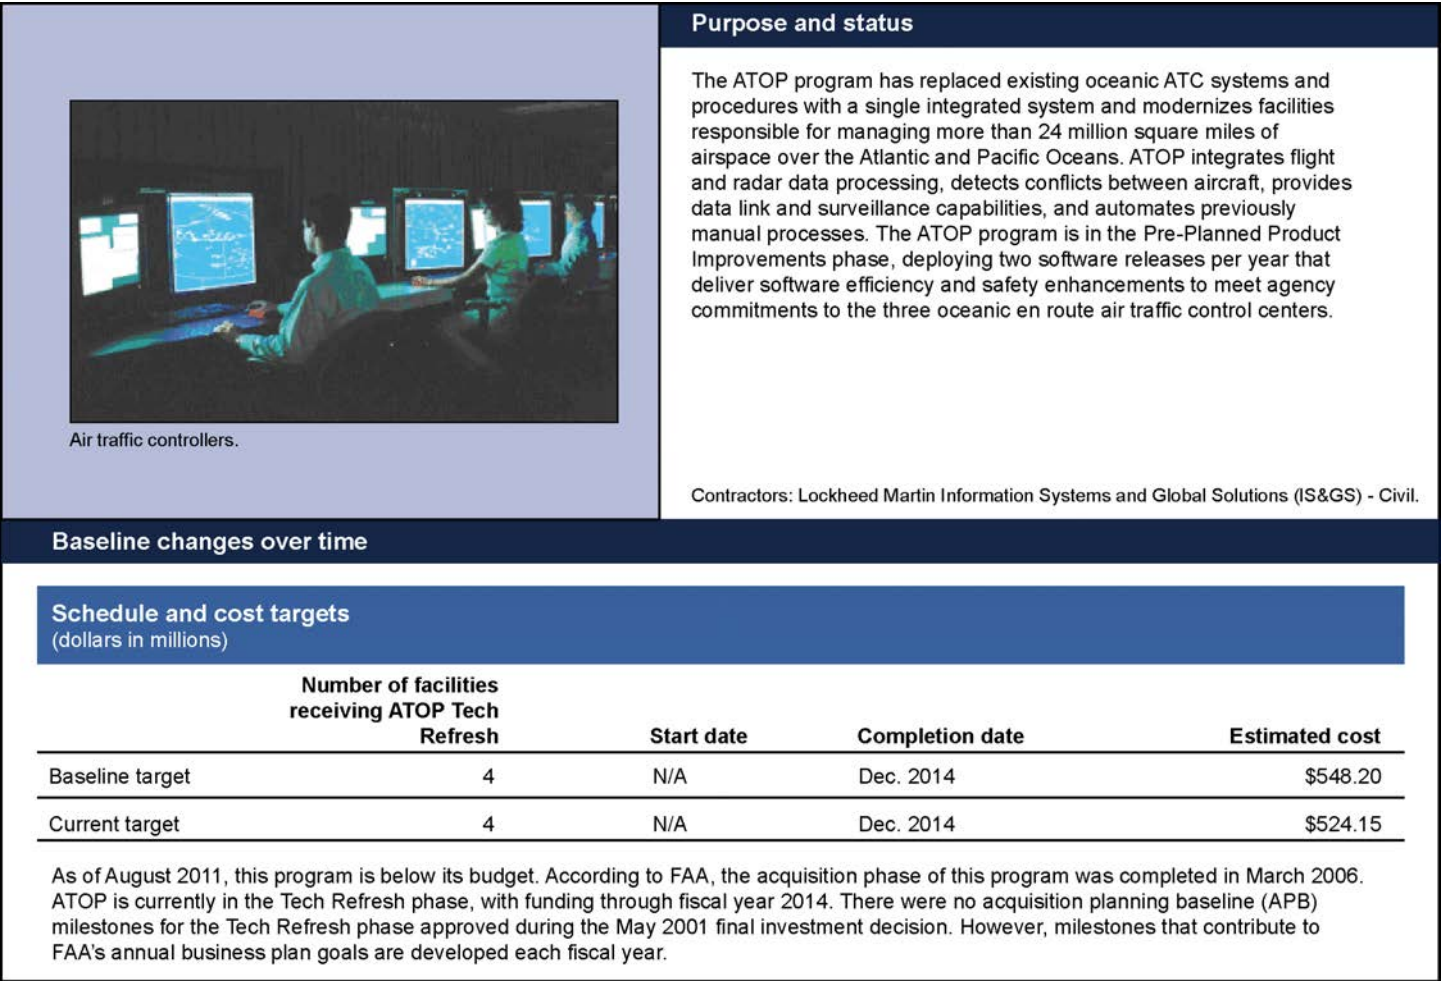 Purpose and status
The ATOP program has replaced existing oceanic ATC systems and
procedures with a single integrated system and modernizes facilities
responsible for managing more than 24 million square miles of
airspace over the Atlantic and Pacific Oceans. ATOP integrates flight
and radar data processing, detects conflicts between aircraft, provides
data link and surveillance capabilities, and automates previously
manual processes. The ATOP program is in the Pre-Planned Product
Improvements phase, deploying two software releases per year that
deliver software efficiency and safety enhancements to meet agency
commitments to the three oceanic en route air traffic control centers.
Air traffic controllers.
Contractors: Lockheed Martin Information Systems and Global Solutions (IS&GS) - Civil.
Baseline changes over time
Schedule and cost targets
(dollars in millions)
Number of facilities
receiving ATOP Tech
Refresh Start date Completion date Estimated cost
Baseline target 4 N/A Dec. 2014 $548.20
Current target 4 N/A Dec. 2014 $524.15
As of August 2011, this program is below its budget. According to FAA, the acquisition phase of this program was completed in March 2006.
ATOP is currently in the Tech Refresh phase, with funding through fiscal year 2014. There were no acquisition planning baseline (APB)
milestones for the Tech Refresh phase approved during the May 2001 final investment decision. However, milestones that contribute to
FAA's annual business plan goals are developed each fiscal year.